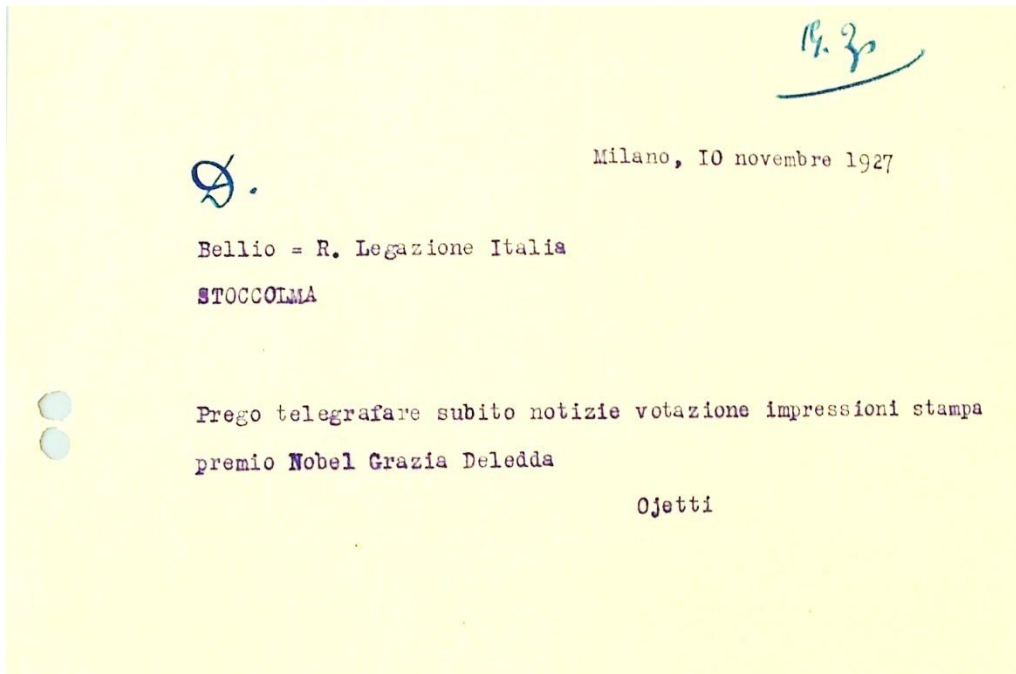 Milano, IO novembre 1927
D.
Bellio = R. Legazione Italia
STOCCOLMA
Prego telegrafare subito notizie votazione impressioni stampa
premio Nobel Grazia Deledda
Ojetti